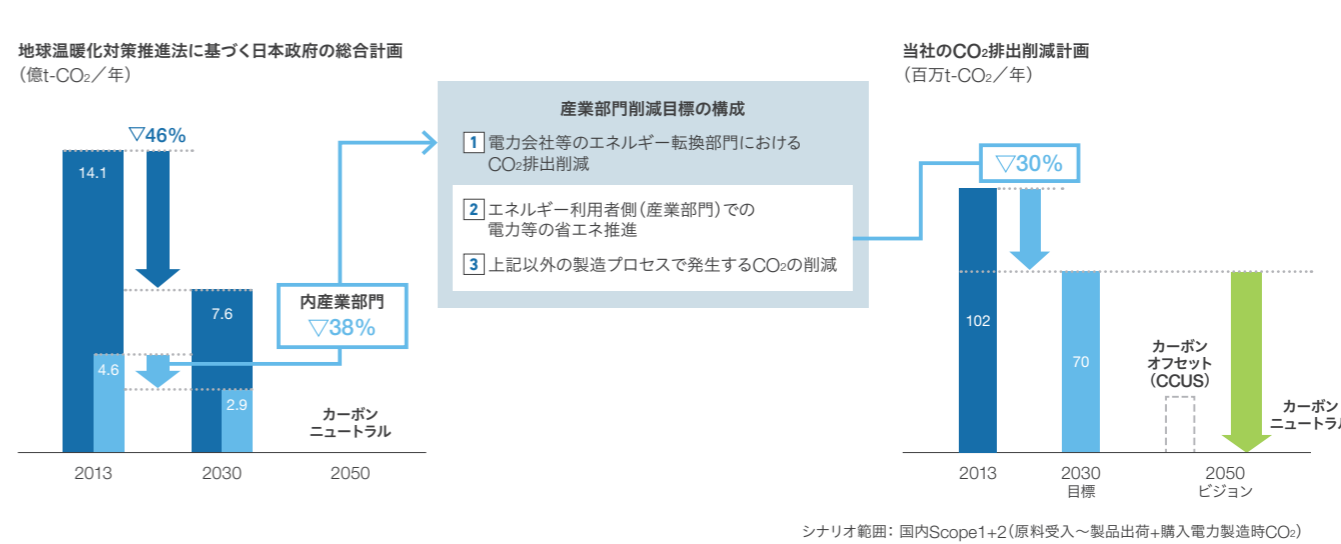 地球温暖化対策推進法に基づく日本政府の総合計画
（億t-CO₂／年）
▽46%
14.1
4.6
7.6
2.9
内産業部門
▽38%
カーボン
ニュートラル
2013
2030
2050
産業部門削減目標の構成
1 電力会社等のエネルギー転換部門における
CO₂排出削減
2 エネルギー利用者側（産業部門）での
電力等の省エネ推進
3 上記以外の製造プロセスで発生するCO₂の削減
当社のCO₂排出削減計画
（百万t-CO₂／年）
▽30%
102
70
カーボン
オフセット
（CCUS）
カーボン
ニュートラル
2013
2030
目標
2050
ビジョン
シナリオ範囲： 国内Scope1+2（原料受入～製品出荷+購入電力製造時CO₂）